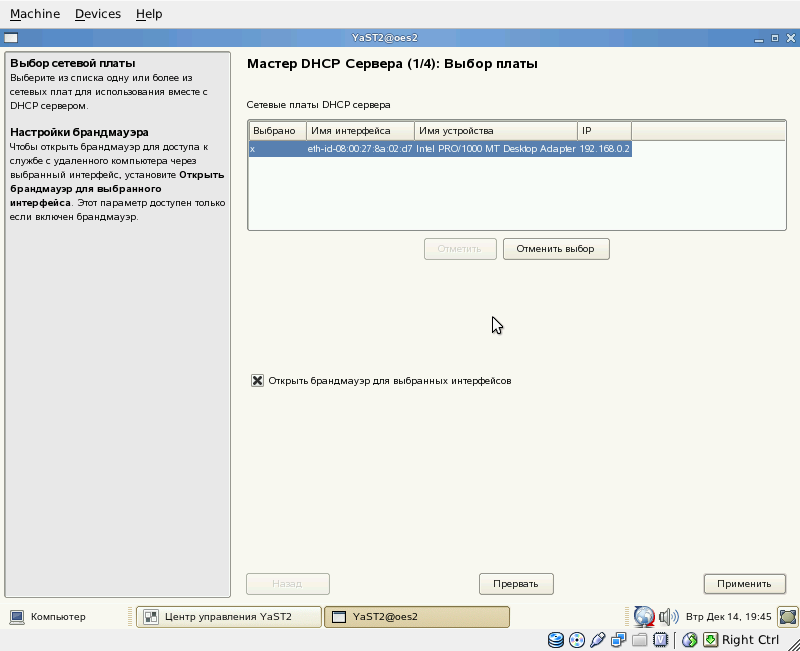 Machine Devices Help
YaST2@oes2
Выбор сетевой платы
Выберите из списка одну или более из
сетевых плат для использования вместе с
DHCP сервером.
Настройки брандмауэра
Чтобы открыть брандмауэр для доступа к
службе с удаленного компьютера через
выбранный интерфейс, установите Открыть
брандмауэр для выбранного
интерфейса. Этот параметр доступен только
если включен брандмауэр.
Мастер DHCP Сервера (1/4): Выбор платы
Сетевые платы DHCP сервера
Выбрано Имя интерфейса Имя устройства IP
x eth-id-08:00:27:8a:02:d7 Intel PRO/1000 MT Desktop Adapter 192.168.0.2
Отметить Отменить выбор
Открыть брандмауэр для выбранных интерфейсов
Назад Прервать Применить
Компьютер Центр управления YaST2 YaST2@oes2 Втр Дек 14, 19:45
Right Ctrl